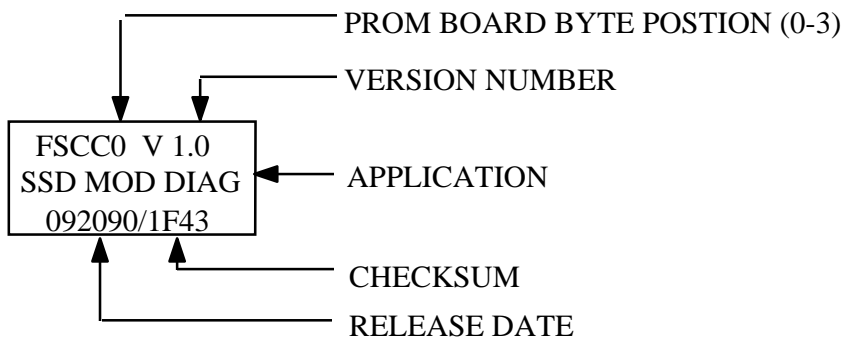 PROM BOARD BYTE POSTION (0-3)
VERSION NUMBER
FSCC0 V 1.0
SSD MOD DIAG
092090/1F43
APPLICATION
CHECKSUM
RELEASE DATE